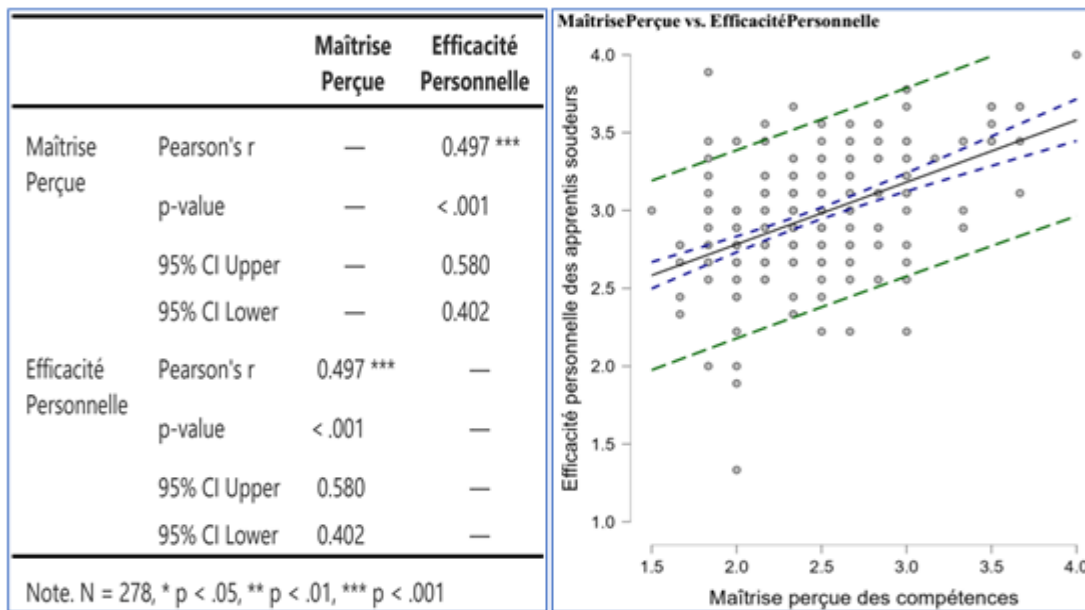 Maîtrise Efficacité
Perçue Personnelle
Maîtrise Pearson's r — 0.497 ***
Perçue
p-value — < .001
95% CI Upper — 0.580
95% CI Lower — 0.402
Efficacité Pearson's r 0.497 *** —
Personnelle
p-value < .001 —
95% CI Upper 0.580 —
95% CI Lower 0.402 —
Note. N = 278, * p < .05, ** p < .01, *** p < .001
MaîtrisePerçue vs. EfficacitéPersonnelle
Efficacité personnelle des apprentis soudeurs
4.0
3.5
3.0
2.5
2.0
1.5
1.0
1.5 2.0 2.5 3.0 3.5 4.0
Maîtrise perçue des compétences